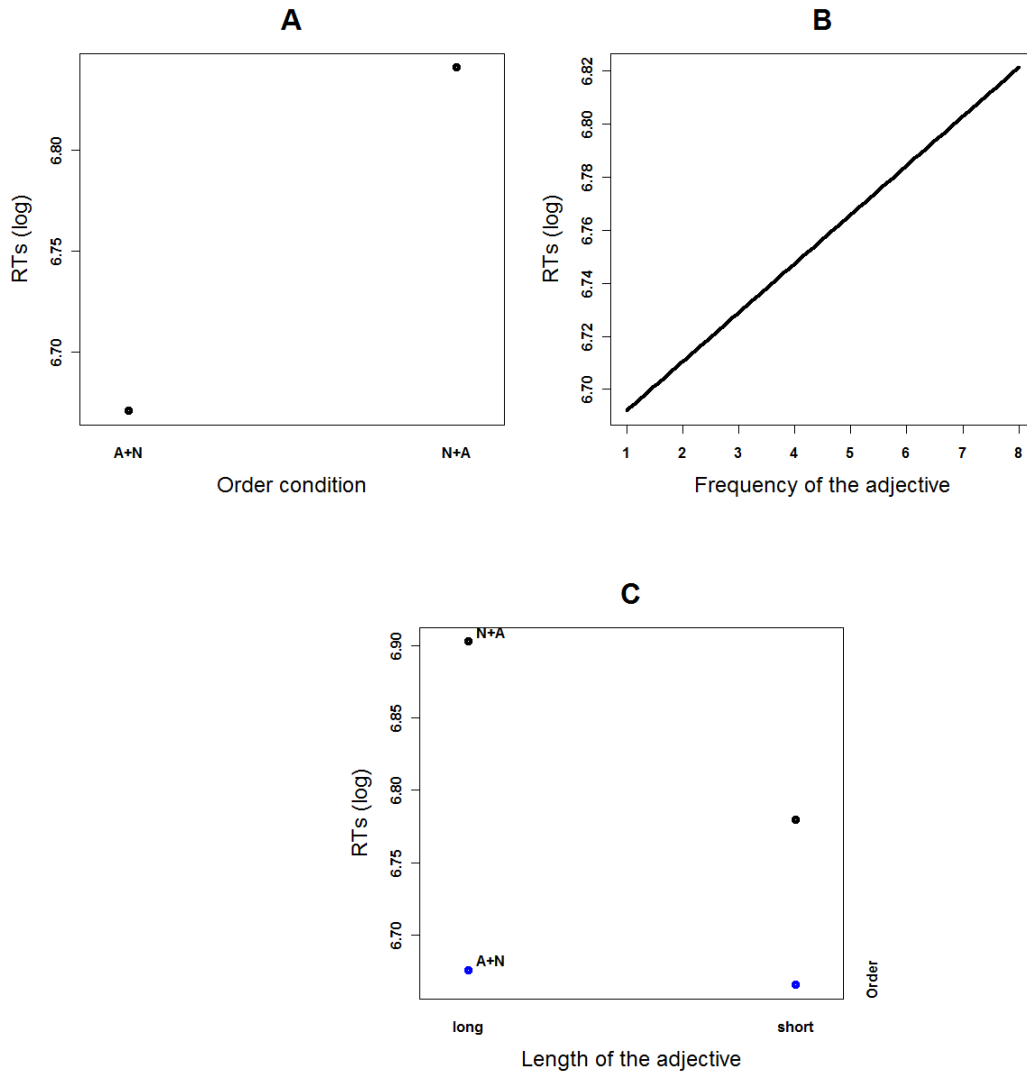 A
RTs (log)
6.80
6.75
6.70
A+N N+A
Order condition
B
RTs (log)
6.82
6.80
6.78
6.76
6.74
6.72
6.70
1 2 3 4 5 6 7 8
Frequency of the adjective
C
RTs (log)
6.90
6.85
6.80
6.75
6.70
N+A
A+N
Order
long short
Length of the adjective